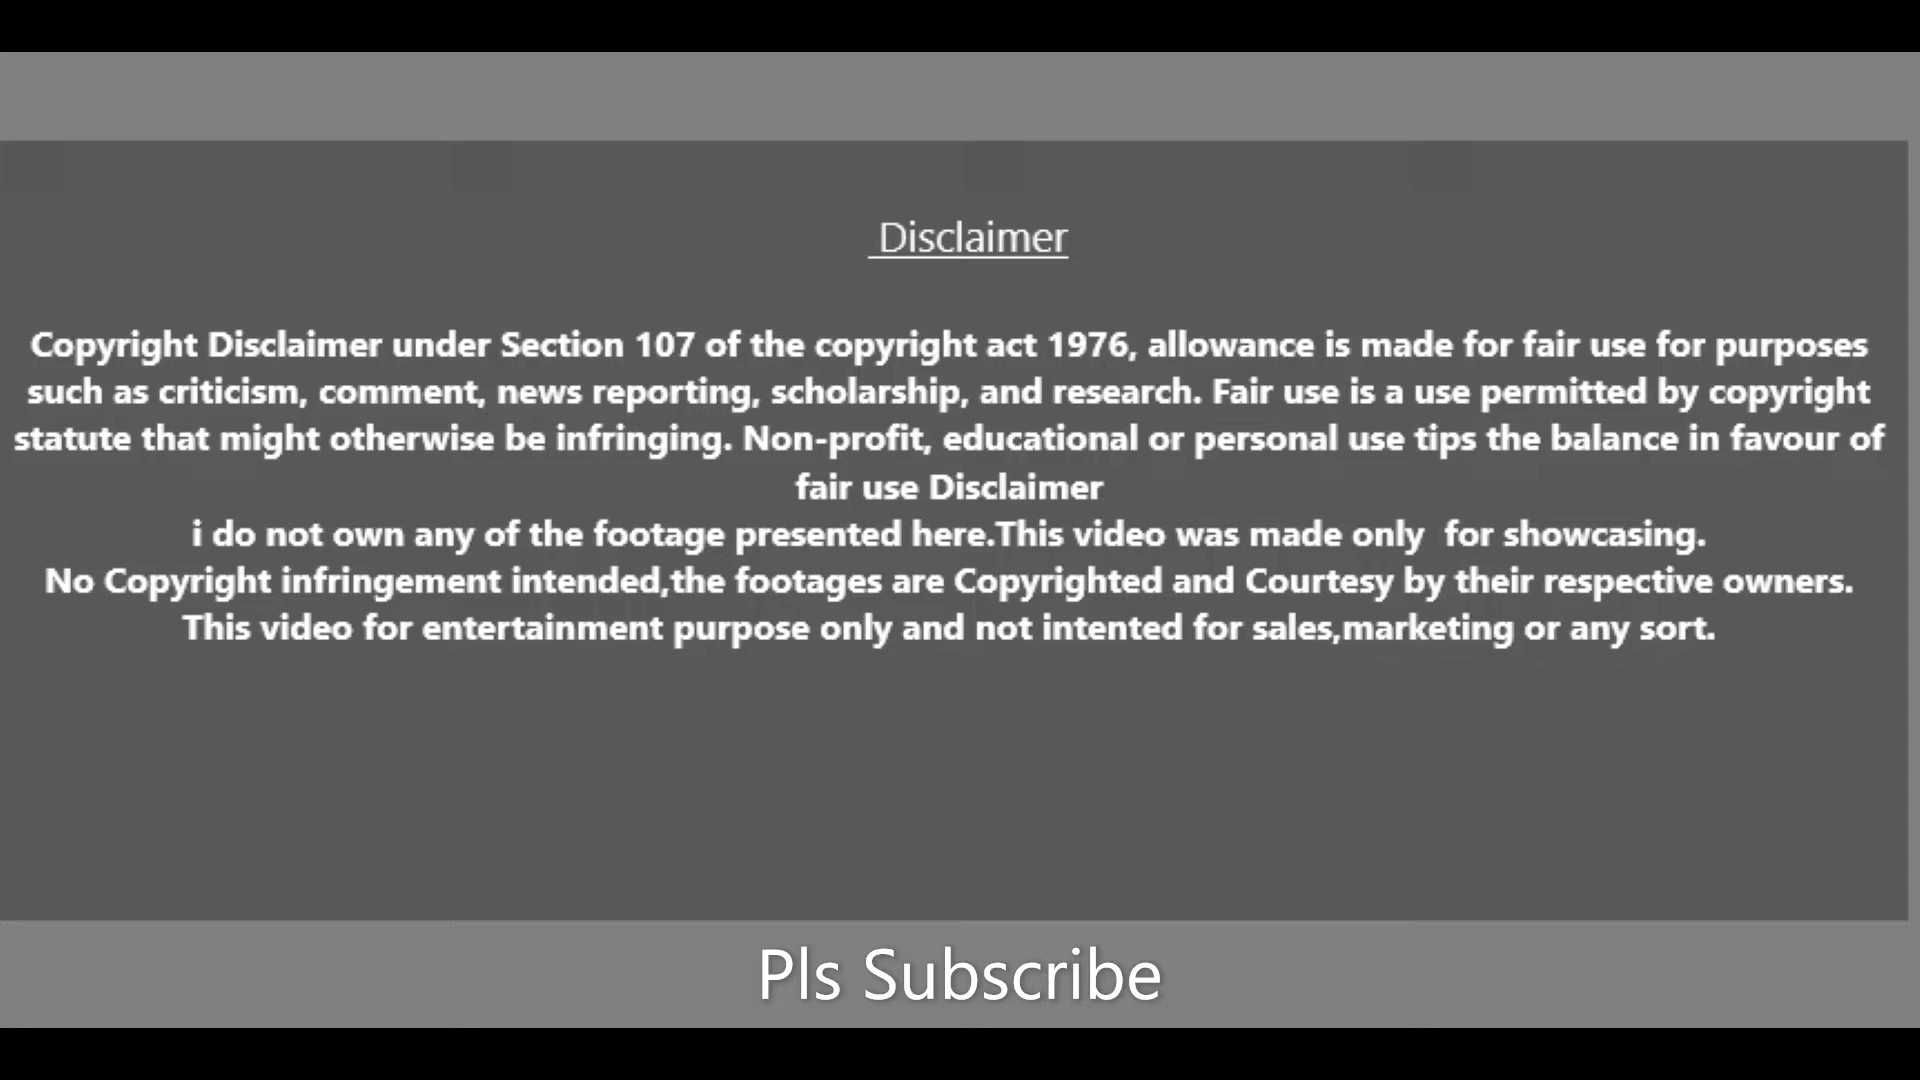 Disclaimer
Copyright Disclaimer under Section 107 of the copyright act 1976, allowance is made for fair use for purposes
such as criticism, comment, news reporting, scholarship, and research. Fair use is a use permitted by copyright
statute that might otherwise be infringing. Non-profit, educational or personal use tips the balance in favour of
fair use Disclaimer
i do not own any of the footage presented here.This video was made only  for showcasing.
No Copyright infringement intended,the footages are Copyrighted and Courtesy by their respective owners.
This video for entertainment purpose only and not intented for sales,marketing or any sort.
Pls Subscribe